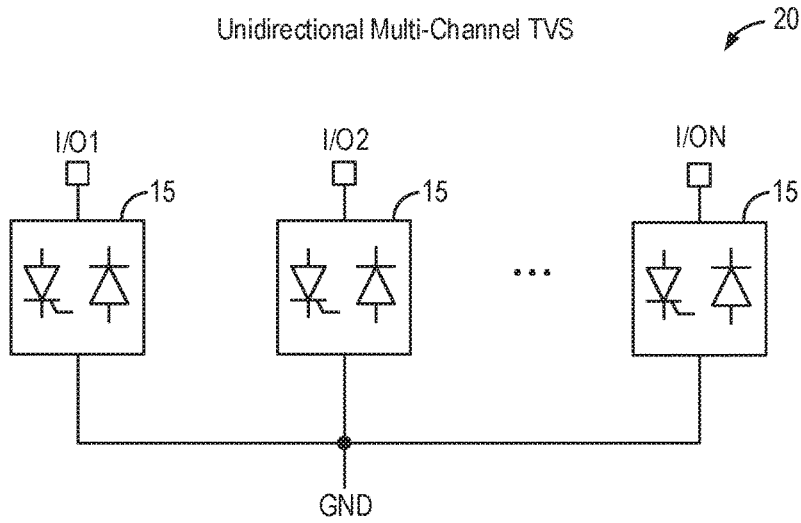 Unidirectional Multi-Channel TVS
20
I/O1
I/O2
I/ON
15
15
15
...
GND